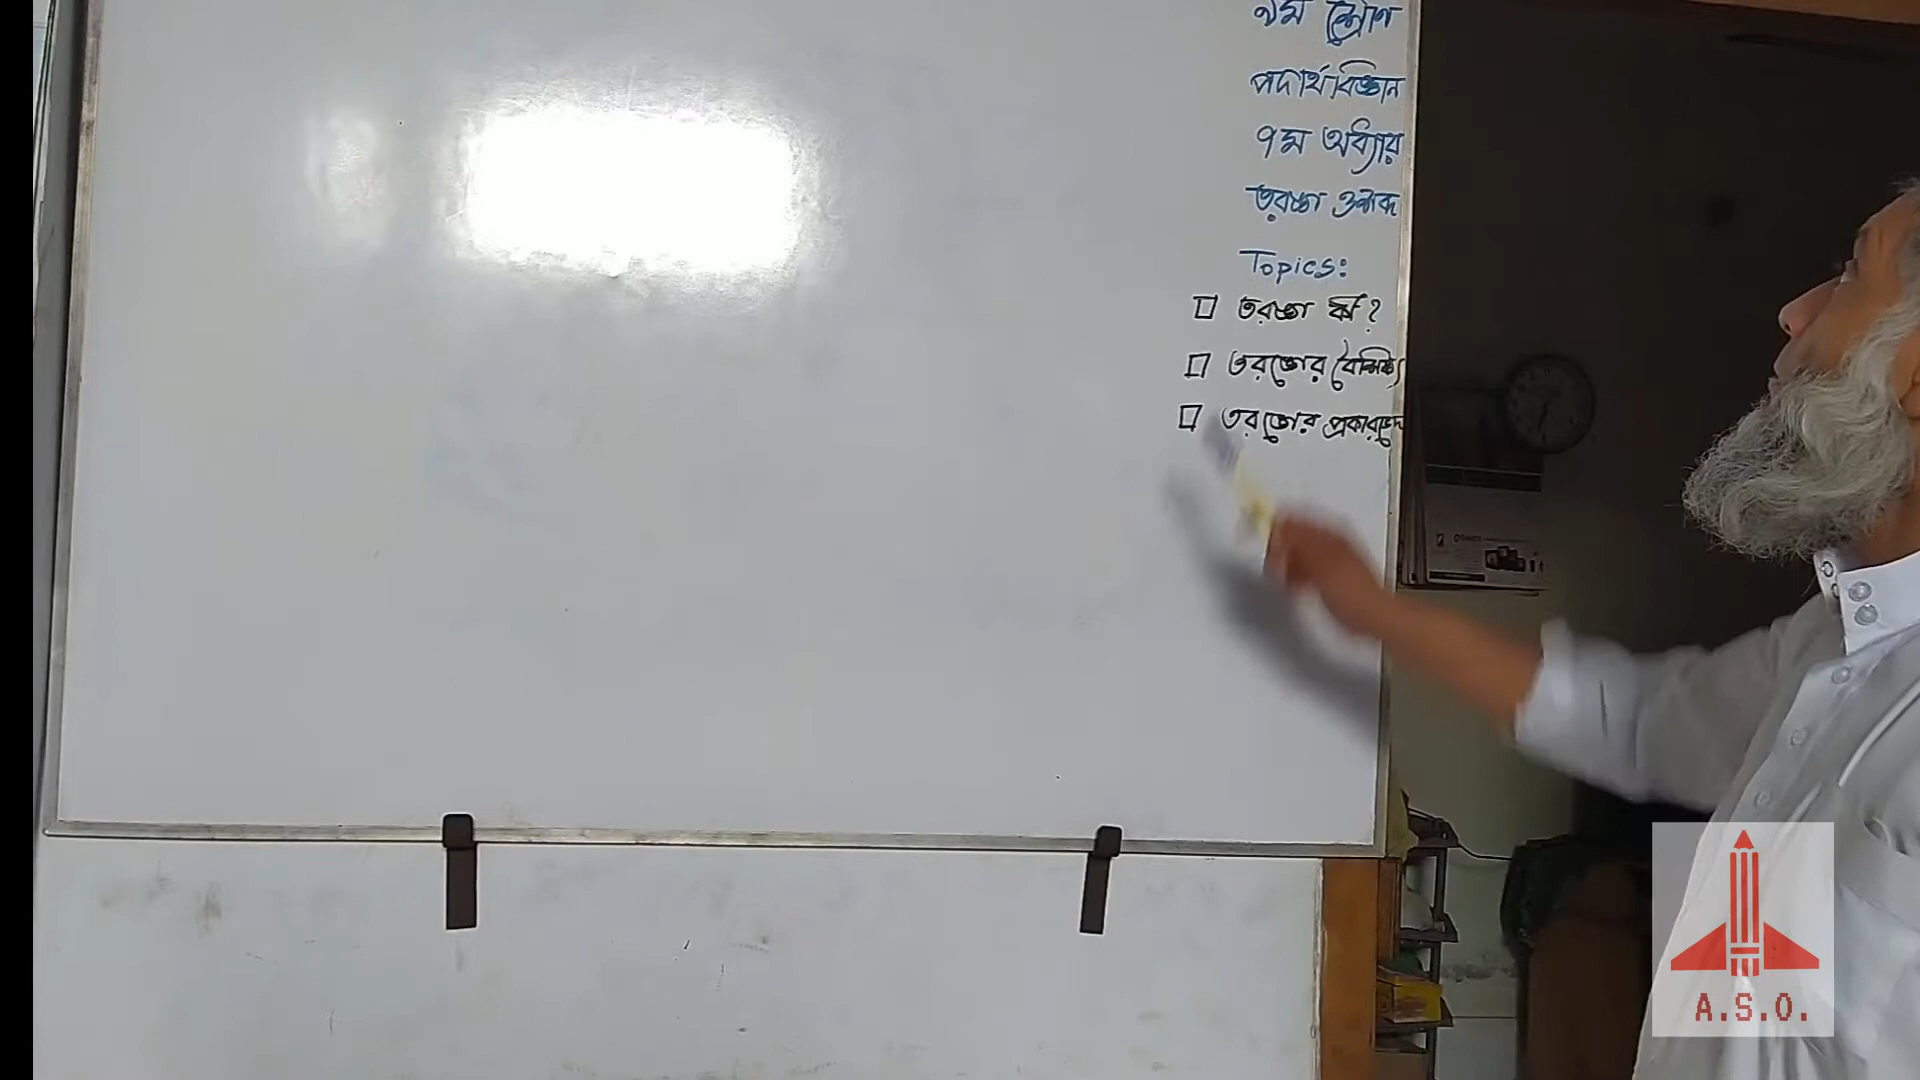 ৯ম শ্রেণি
পদার্থবিজ্ঞান
৭ম অধ্যায়
তরঙ্গ ও শব্দ
Topics:
তরঙ্গ কী?
তরঙ্গের বৈশিষ্ট্য
তরঙ্গের প্রকারভেদ
A.S.O.